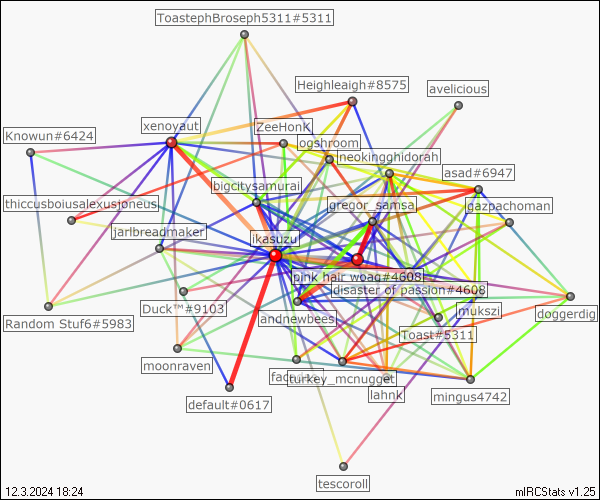 ToastephBroseph5311#5311
Heighleaigh#8575
avelicious
xenoyaut
ZeeHonk
Knowun#6424
ogshroom
neokingghidorah
asad#6947
bigcitysamurai
thiccusboiusalexusjoneus
gregor_samsa
gazpachoman
jarlbreadmaker
ikasuzu
pink hair woag#4608
disaster of passion#4608
Duck™#9103
mukszi
doggerdig
Random Stuf6#5983
andnewbees
Toast#5311
moonraven
turkey_mcnugget
lahnk
mingus4742
default#0617
tescoroll
12.3.2024 18:24
mIRCStats v1.25